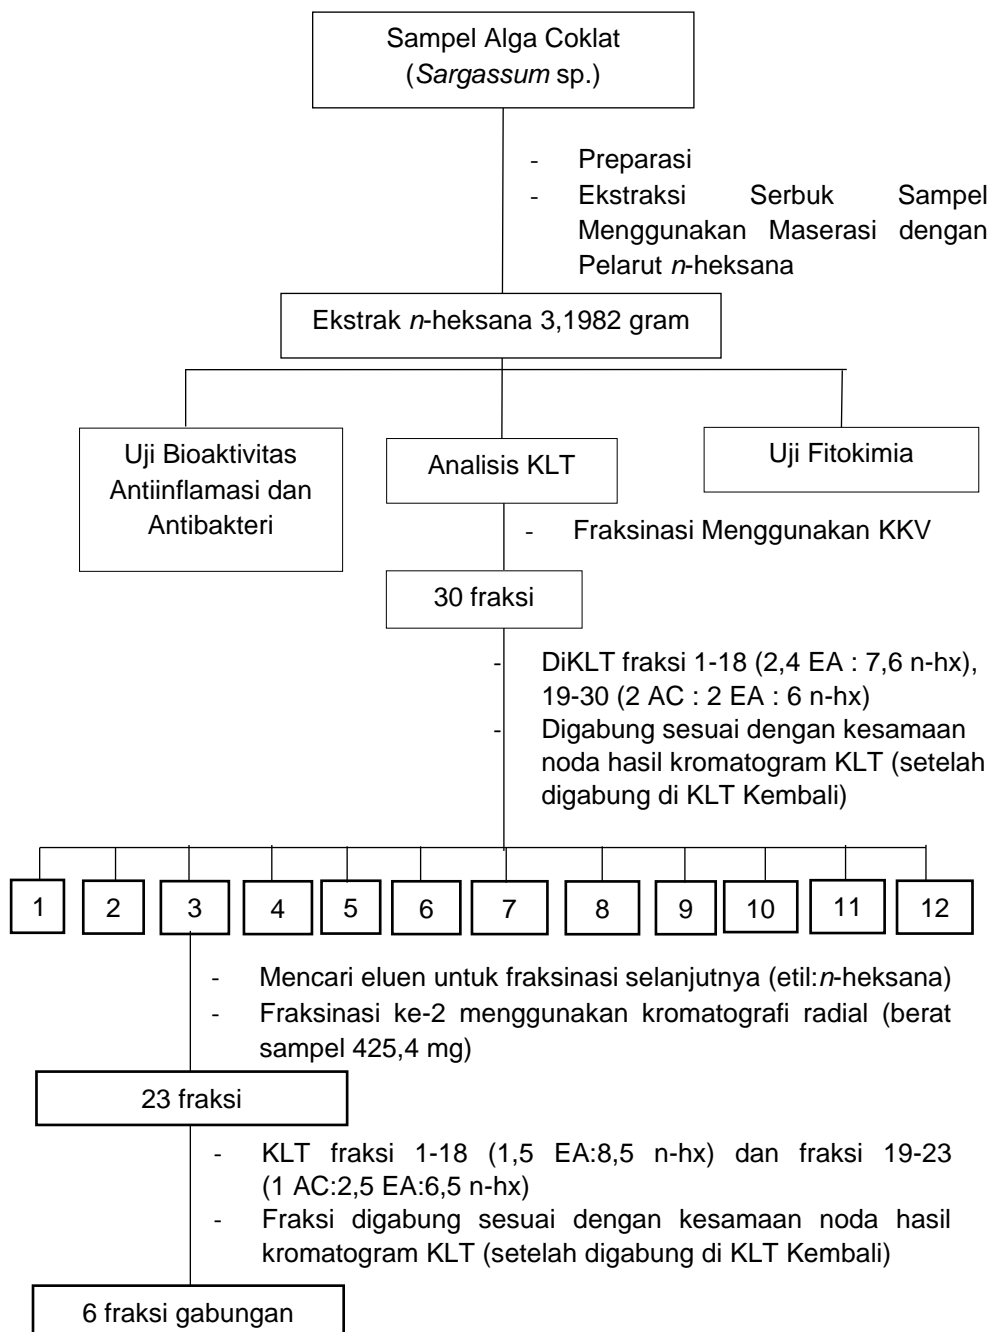 Sampel Alga Coklat
(Sargassum sp.)
- Preparasi
- Ekstraksi Serbuk Sampel
Menggunakan Maserasi dengan
Pelarut n-heksana
Ekstrak n-heksana 3,1982 gram
Uji Bioaktivitas
Antiinflamasi dan
Antibakteri
Analisis KLT
Uji Fitokimia
- Fraksinasi Menggunakan KKV
30 fraksi
- DiKLT fraksi 1-18 (2,4 EA : 7,6 n-hx),
19-30 (2 AC : 2 EA : 6 n-hx)
- Digabung sesuai dengan kesamaan
noda hasil kromatogram KLT (setelah
digabung di KLT Kembali)
1 2 3 4 5 6 7 8 9 10 11 12
- Mencari eluen untuk fraksinasi selanjutnya (etil:n-heksana)
- Fraksinasi ke-2 menggunakan kromatografi radial (berat
sampel 425,4 mg)
23 fraksi
- KLT fraksi 1-18 (1,5 EA:8,5 n-hx) dan fraksi 19-23
(1 AC:2,5 EA:6,5 n-hx)
- Fraksi digabung sesuai dengan kesamaan noda hasil
kromatogram KLT (setelah digabung di KLT Kembali)
6 fraksi gabungan